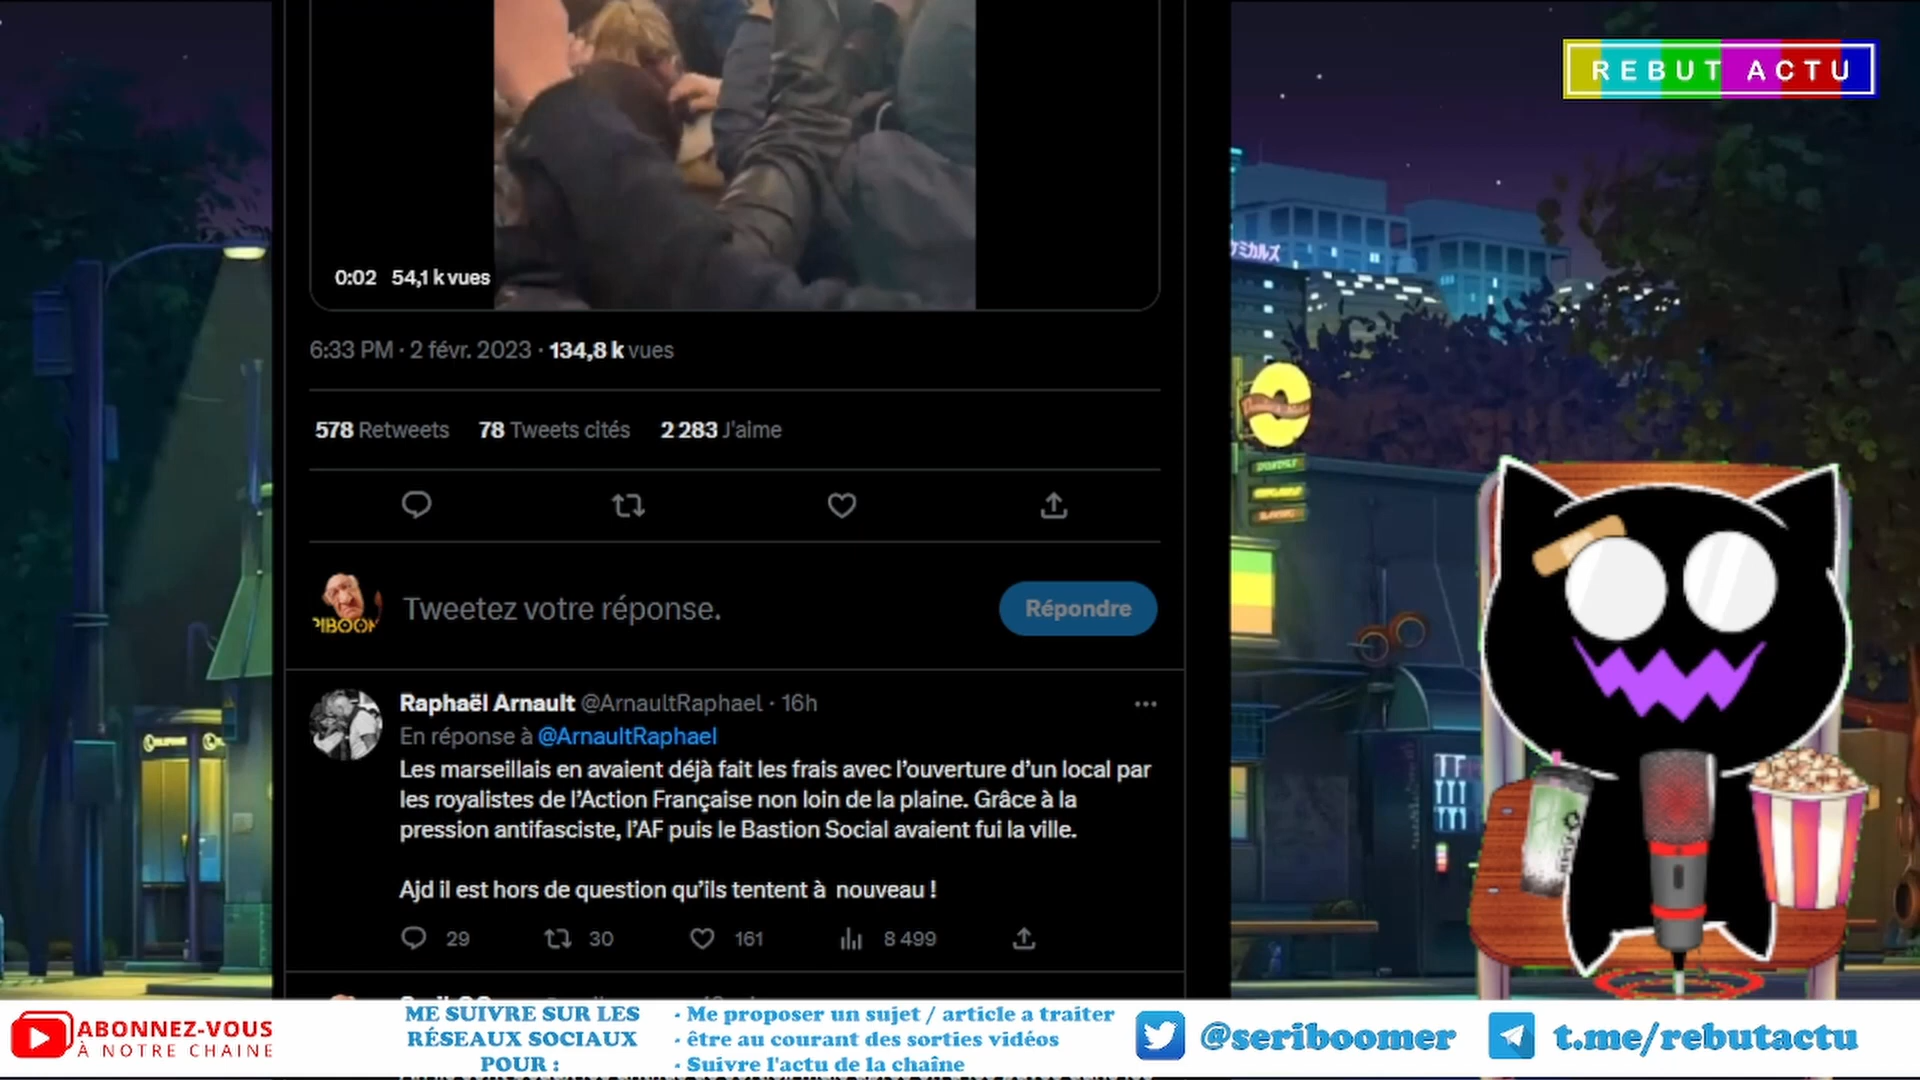 REBUT ACTU
ケミカルズ
0:02 54,1 k vues
6:33 PM · 2 févr. 2023 · 134,8 k vues
578 Retweets 78 Tweets cités 2 283 J'aime
Tweetez votre réponse.
Répondre
Raphaël Arnault @ArnaultRaphael · 16h
En réponse à @ArnaultRaphael
Les marseillais en avaient déjà fait les frais avec l’ouverture d’un local par
les royalistes de l’Action Française non loin de la plaine. Grâce à la
pression antifasciste, l’AF puis le Bastion Social avaient fui la ville.
Ajd il est hors de question qu’ils tentent à nouveau !
29 30 161 8 499
ABONNEZ-VOUS
À NOTRE CHAINE
ME SUIVRE SUR LES
RÉSEAUX SOCIAUX
POUR :
- Me proposer un sujet / article a traiter
- être au courant des sorties vidéos
- Suivre l'actu de la chaîne
@seriboomer
t.me/rebutactu